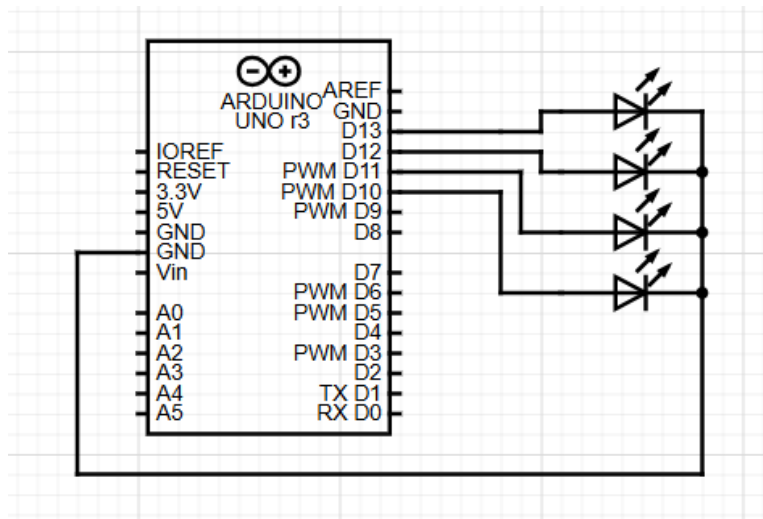 ARDUINO
UNO r3
AREF
GND
D13
IOREF D12
RESET PWM D11
3.3V PWM D10
5V PWM D9
GND D8
GND
Vin D7
PWM D6
A0 PWM D5
A1 D4
A2 PWM D3
A3 D2
A4 TX D1
A5 RX D0